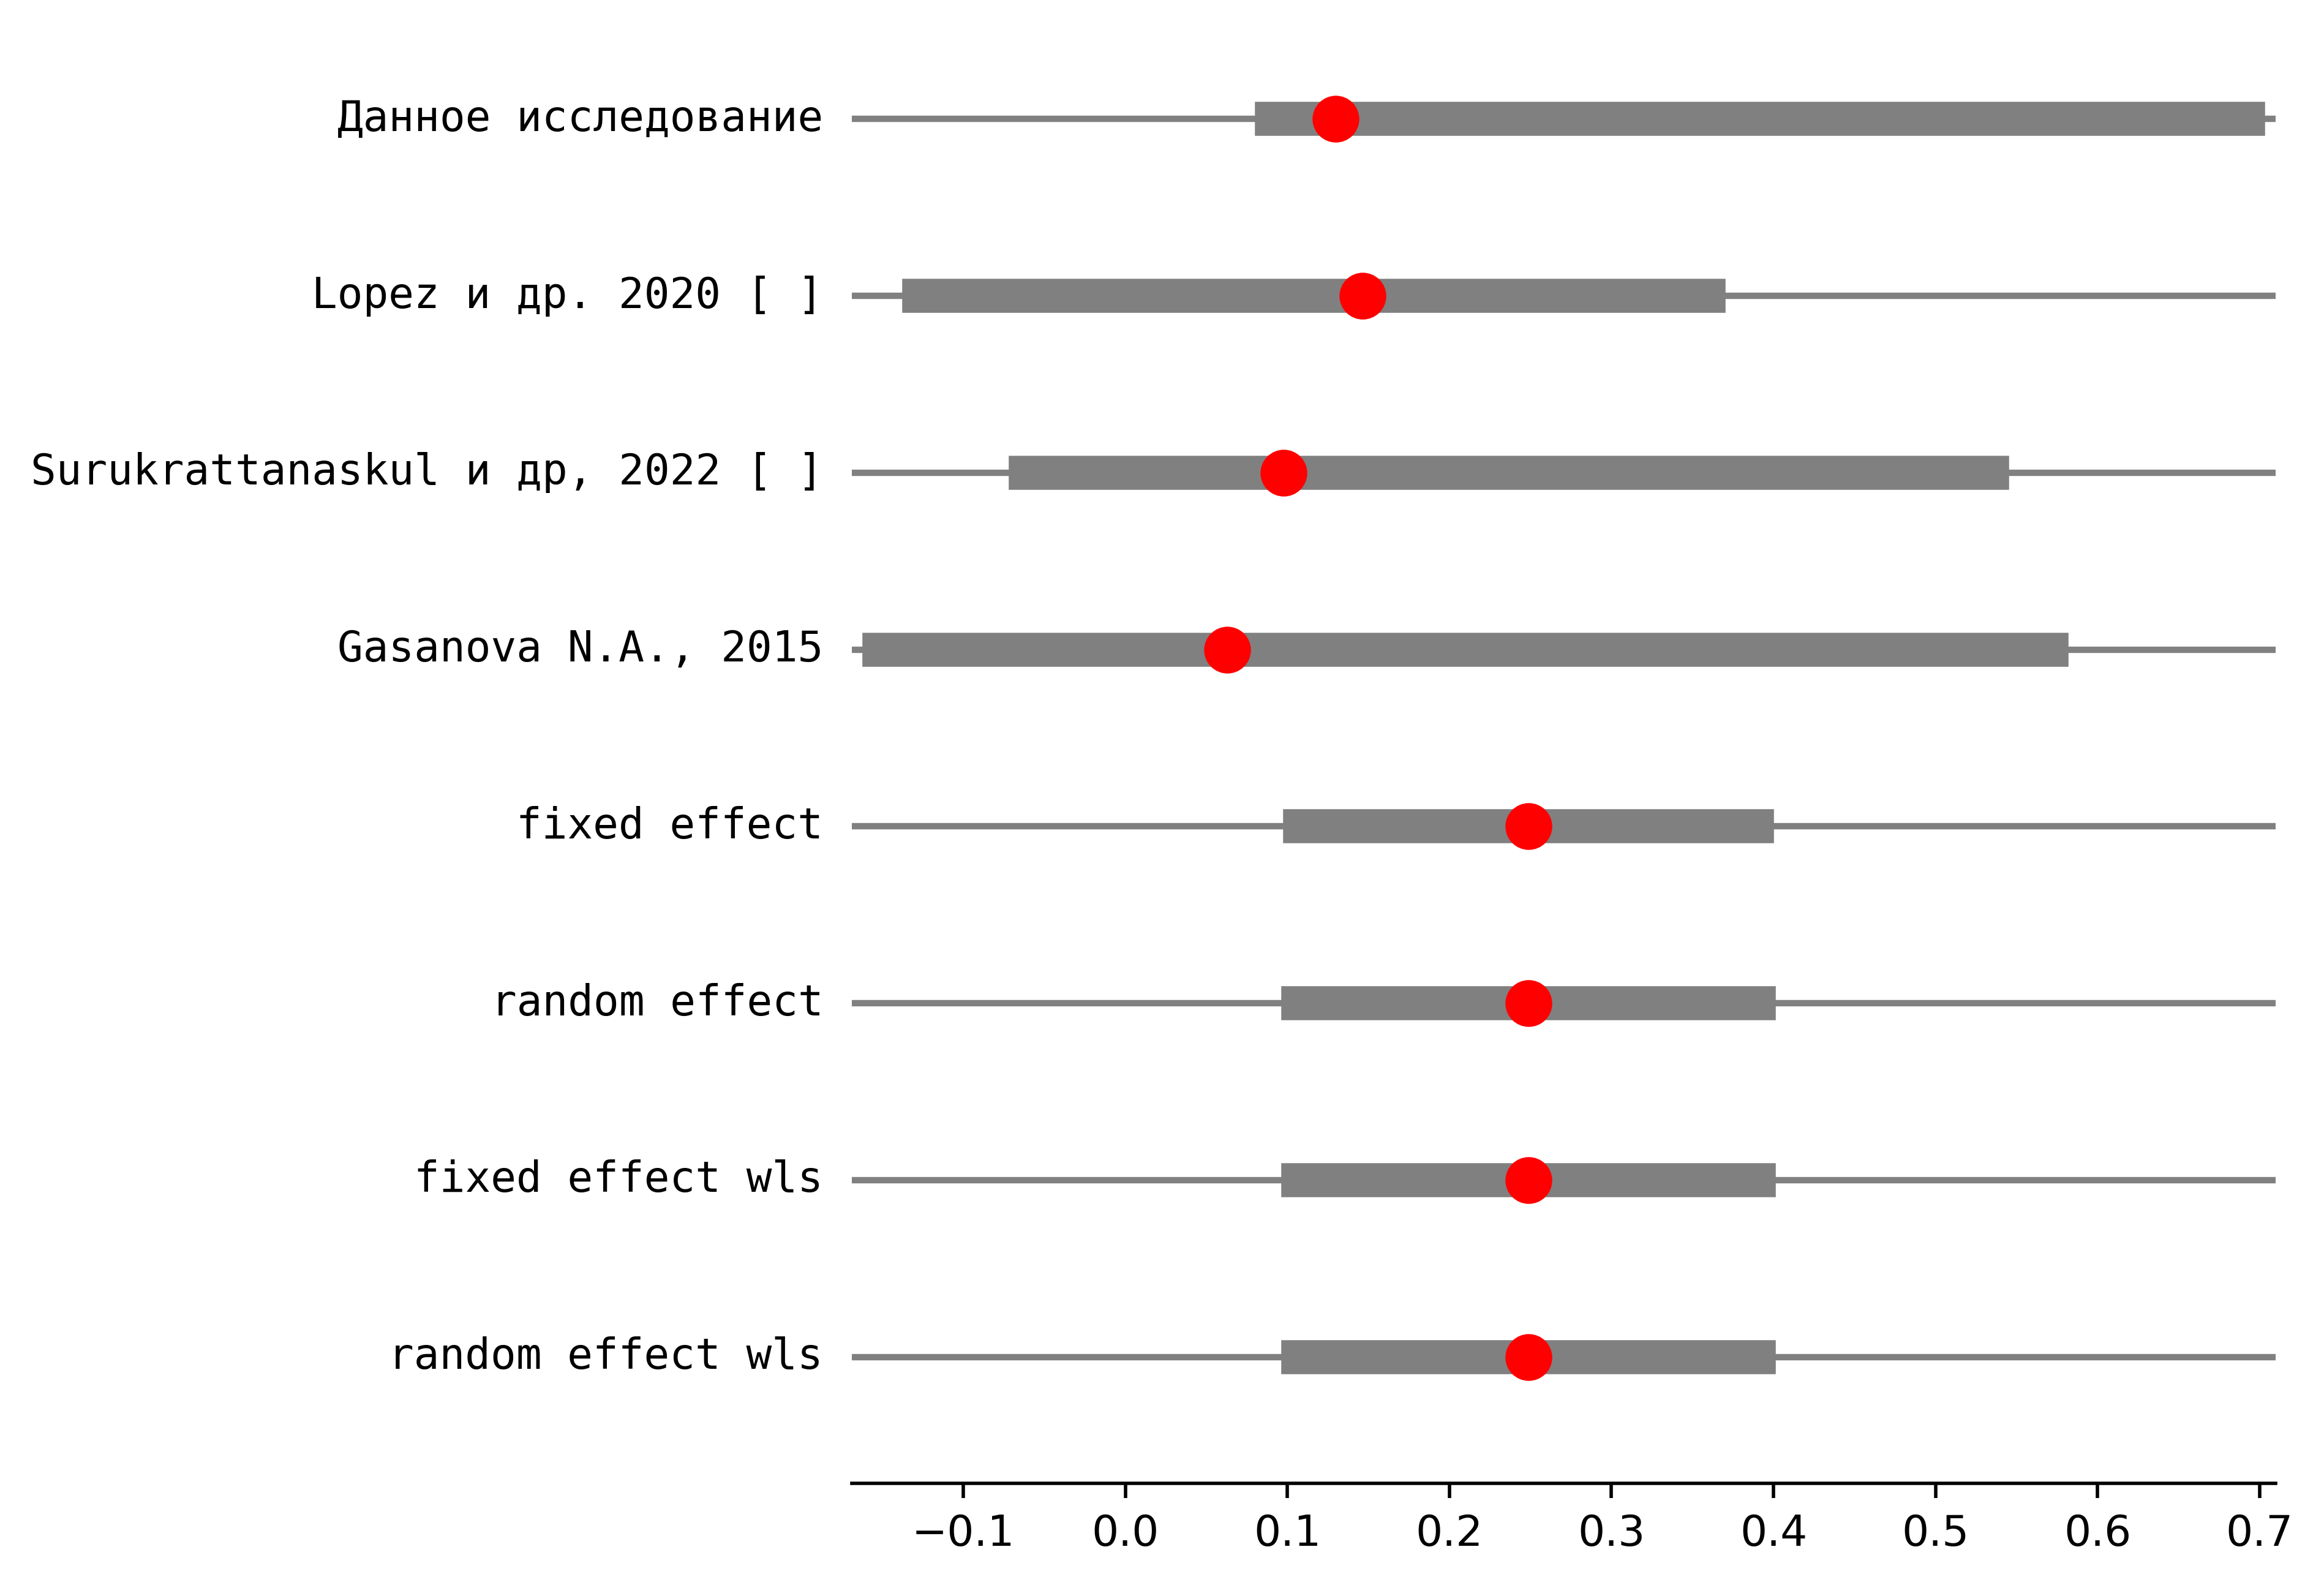 Данное исследование
Lopez и др. 2020 [ ]
Surukrattanaskul и др, 2022 [ ]
Gasanova N.A., 2015
fixed effect
random effect
fixed effect wls
random effect wls
−0.1 0.0 0.1 0.2 0.3 0.4 0.5 0.6 0.7